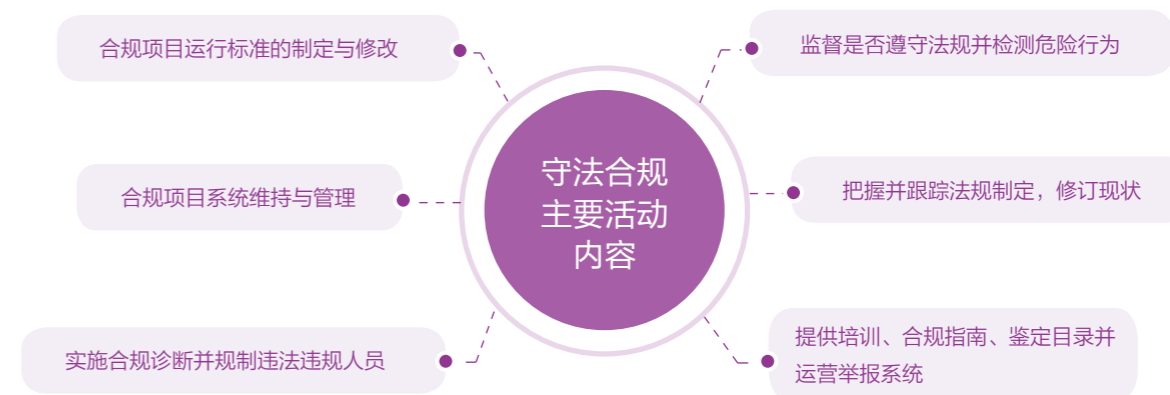 合规项目运行标准的制定与修改
监督是否遵守法规并检测危险行为
守法合规
主要活动
内容
合规项目系统维持与管理
把握并跟踪法规制定，修订现状
实施合规诊断并规制违法违规人员
提供培训、合规指南、鉴定目录并
运营举报系统